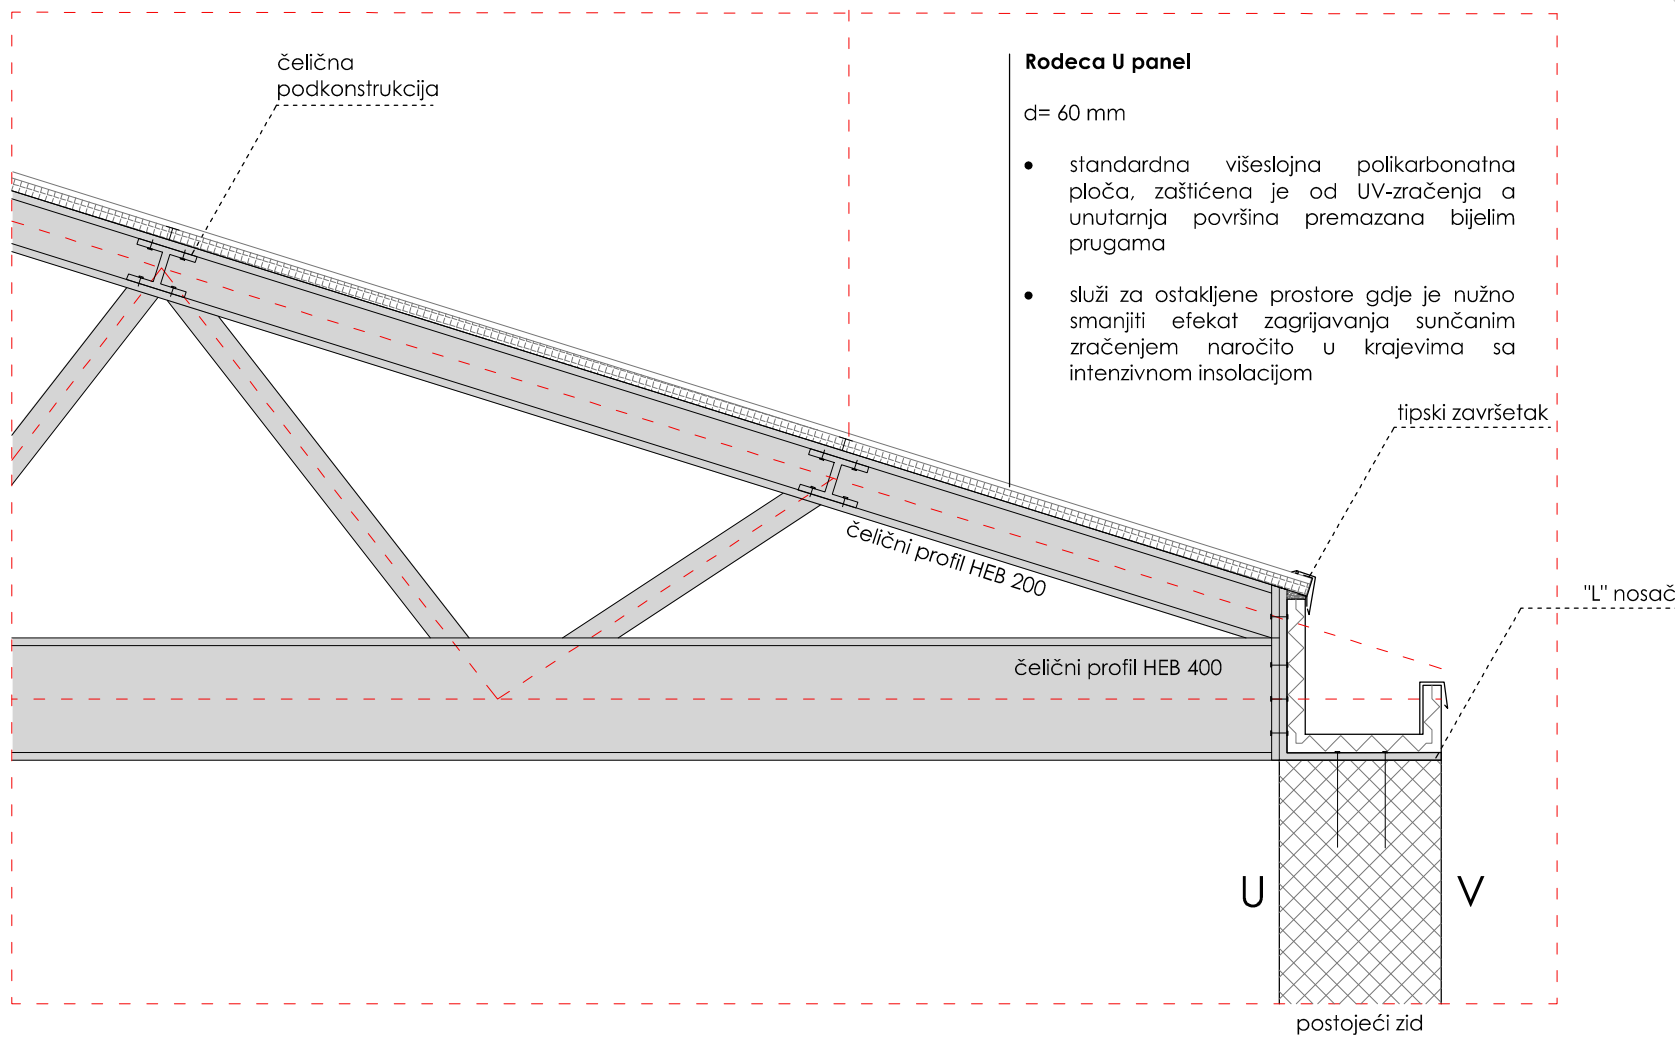 čelična
podkonstrukcija
Rodeca U panel
d= 60 mm
• standardna višeslojna polikarbonatna
ploča, zaštićena je od UV-zračenja a
unutarnja površina premazana bijelim
prugama
• služi za ostakljene prostore gdje je nužno
smanjiti efekat zagrijavanja sunčanim
zračenjem naročito u krajevima sa
intenzivnom insolacijom
tipski završetak
čelični profil HEB 200
"L" nosač
čelični profil HEB 400
U V
postojeći zid